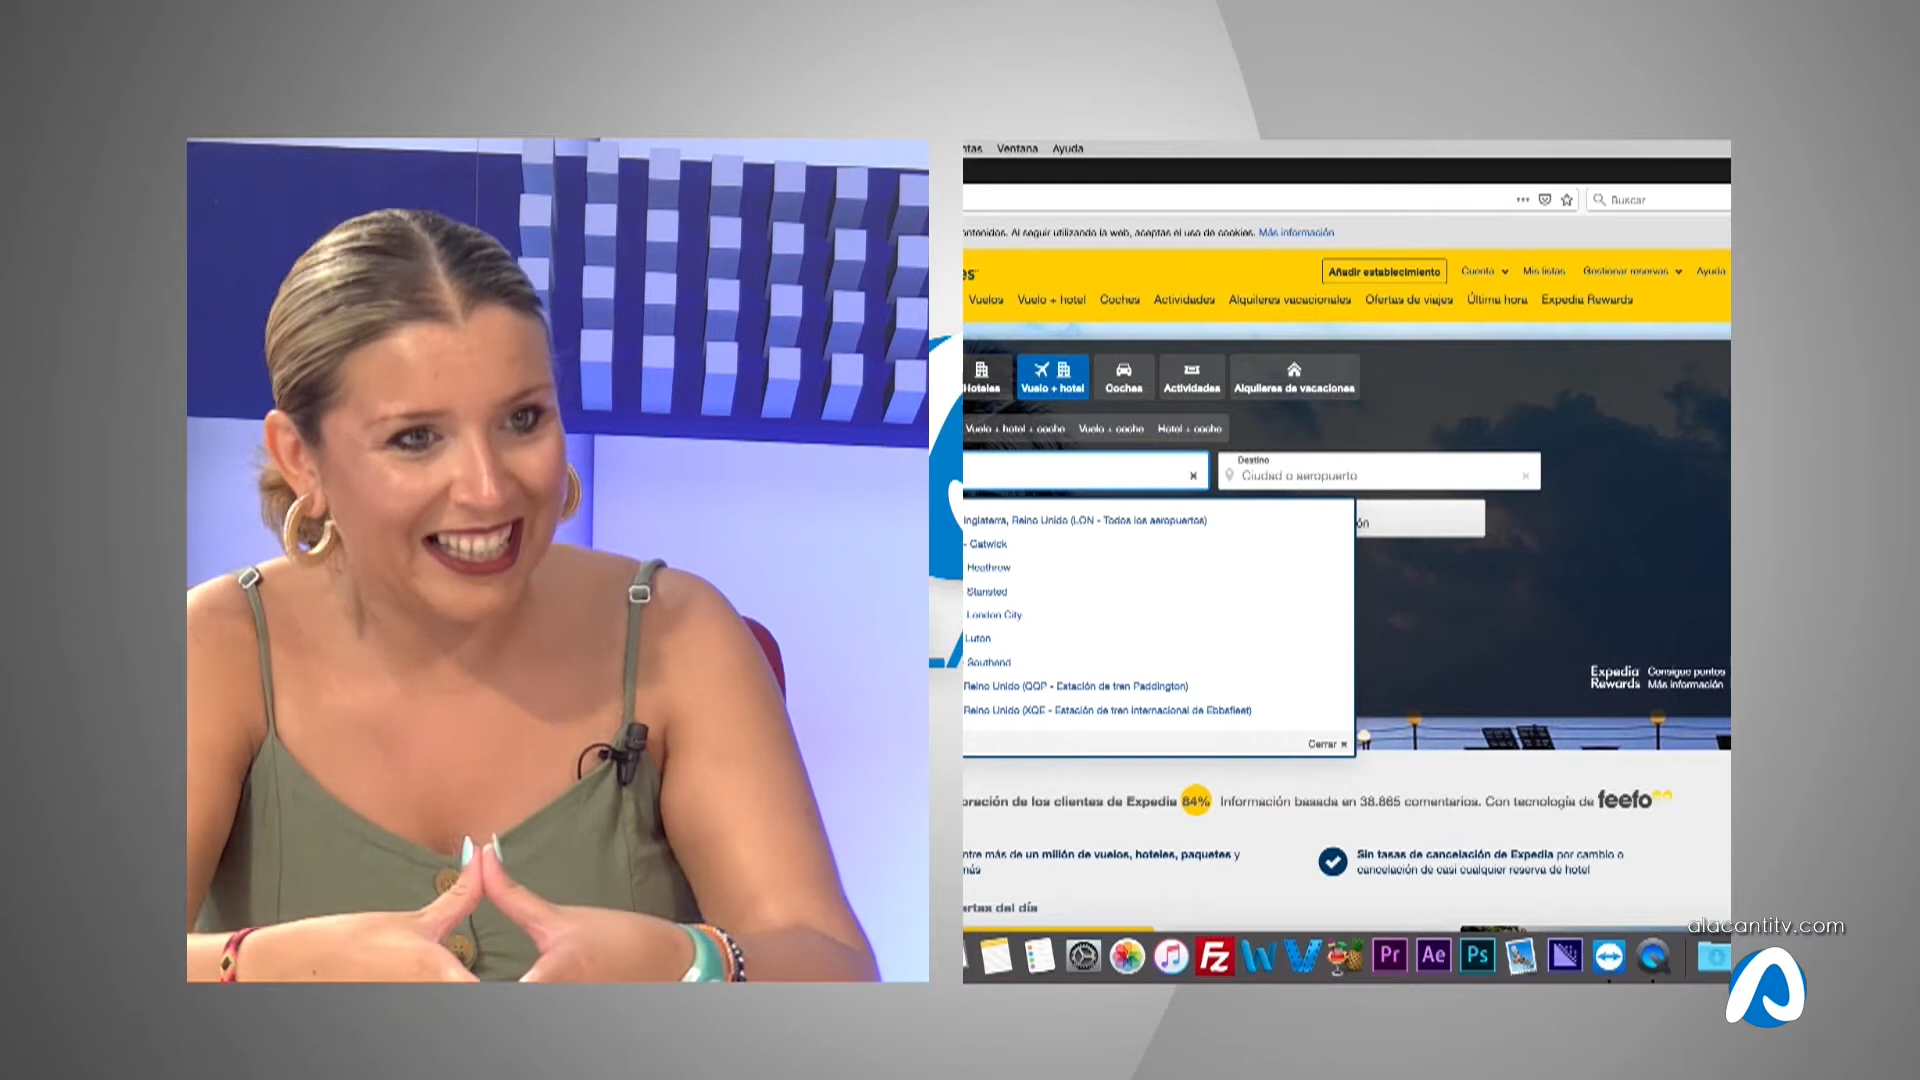 ntas Ventana Ayuda
Buscar
ontenidos. Al seguir utilizando la web, aceptas el uso de cookies. Más información
es
Añadir establecimiento Cuenta Mis listas Gestionar reservas Ayuda
Vuelos Vuelo + hotel Coches Actividades Alquileres vacacionales Ofertas de viajes Última hora Expedia Rewards
Hoteles Vuelo + hotel Coches Actividades Alquileres de vacaciones
Vuelo + hotel + coche Vuelo + coche Hotel + coche
Destino
Ciudad o aeropuerto
Inglaterra, Reino Unido (LON - Todos los aeropuertos)
ón
- Gatwick
Heathrow
Stansted
London City
Luton
- Southend
Reino Unido (QQP - Estación de tren Paddington)
Reino Unido (XQE - Estación de tren internacional de Ebbsfleet)
Cerrar x
Expedia Rewards
Consigue puntos
Más información
oración de los clientes de Expedia 84% Información basada en 38.865 comentarios. Con tecnología de feefo
ntre más de un millón de vuelos, hoteles, paquetes y
más
Sin tasas de cancelación de Expedia por cambio o
cancelación de casi cualquier reserva de hotel
ertas del día
Fz Pr Ae Ps
alacantitv.com